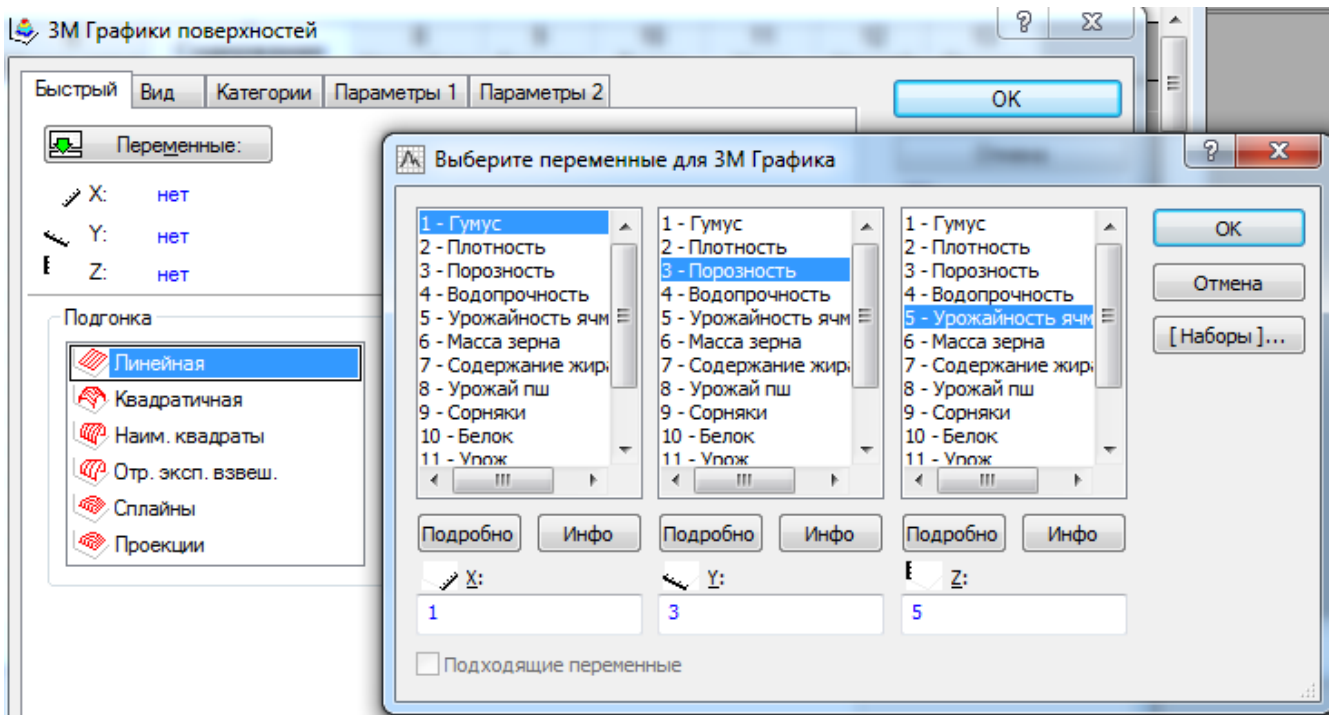 3М Графики поверхностей
Быстрый Вид Категории Параметры 1 Параметры 2
OK
Переменные:
X: нет
Y: нет
Z: нет
Подгонка
Линейная
Квадратичная
Наим. квадраты
Отр. эксп. взвеш.
Сплайны
Проекции
Выберите переменные для 3М Графика
1 - Гумус
2 - Плотность
3 - Порозность
4 - Водопрочность
5 - Урожайность ячм
6 - Масса зерна
7 - Содержание жира
8 - Урожай пш
9 - Сорняки
10 - Белок
11 - Урож
1 - Гумус
2 - Плотность
3 - Порозность
4 - Водопрочность
5 - Урожайность ячм
6 - Масса зерна
7 - Содержание жира
8 - Урожай пш
9 - Сорняки
10 - Белок
11 - Урож
1 - Гумус
2 - Плотность
3 - Порозность
4 - Водопрочность
5 - Урожайность ячм
6 - Масса зерна
7 - Содержание жира
8 - Урожай пш
9 - Сорняки
10 - Белок
11 - Урож
OK
Отмена
[ Наборы ]...
Подробно Инфо Подробно Инфо Подробно Инфо
X: Y: Z:
1 3 5
Подходящие переменные